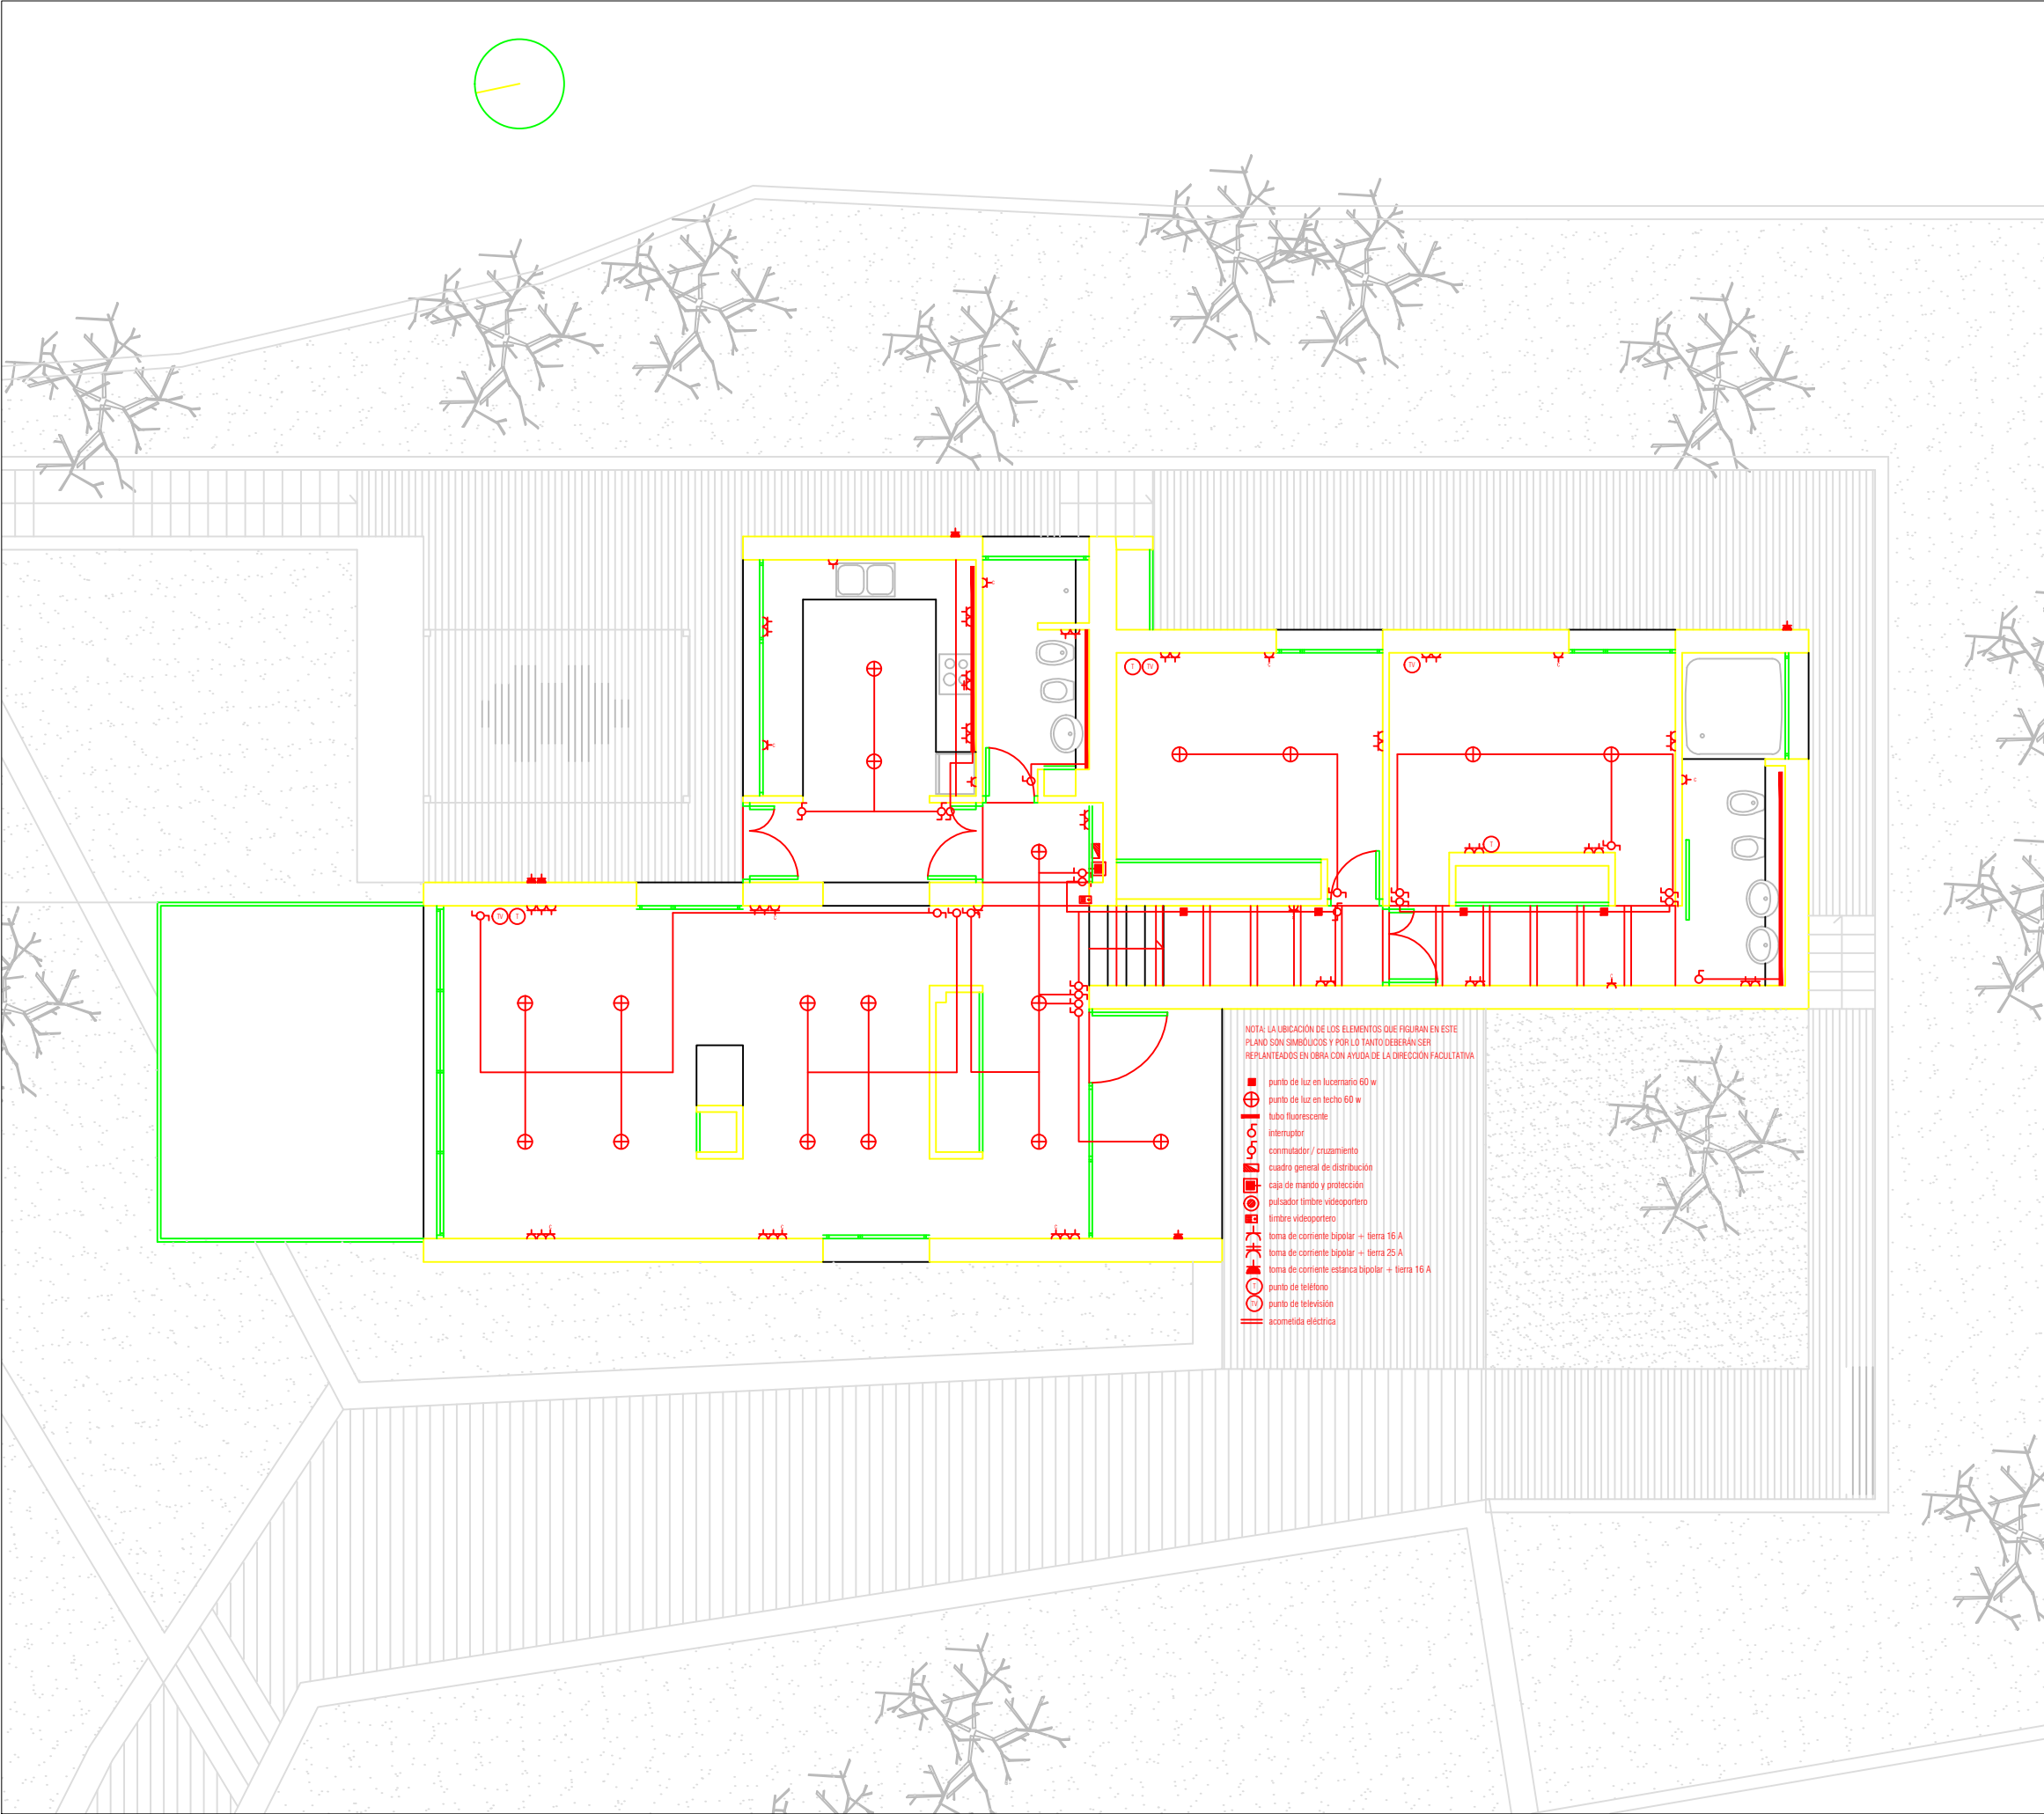 TV
T
T
TV
TV
T
NOTA: LA UBICACIÓN DE LOS ELEMENTOS QUE FIGURAN EN ESTE
PLANO SON SIMBÓLICOS Y POR LO TANTO DEBERÁN SER
REPLANTEADOS EN OBRA CON AYUDA DE LA DIRECCIÓN FACULTATIVA
punto de luz en lucernario 60 w
punto de luz en techo 60 w
tubo fluorescente
interruptor
conmutador / cruzamiento
cuadro general de distribución
caja de mando y protección
pulsador timbre videoportero
timbre videoportero
toma de corriente bipolar + tierra 16 A
toma de corriente bipolar + tierra 25 A
toma de corriente estanca bipolar + tierra 16 A
T punto de teléfono
TV punto de televisión
acometida eléctrica